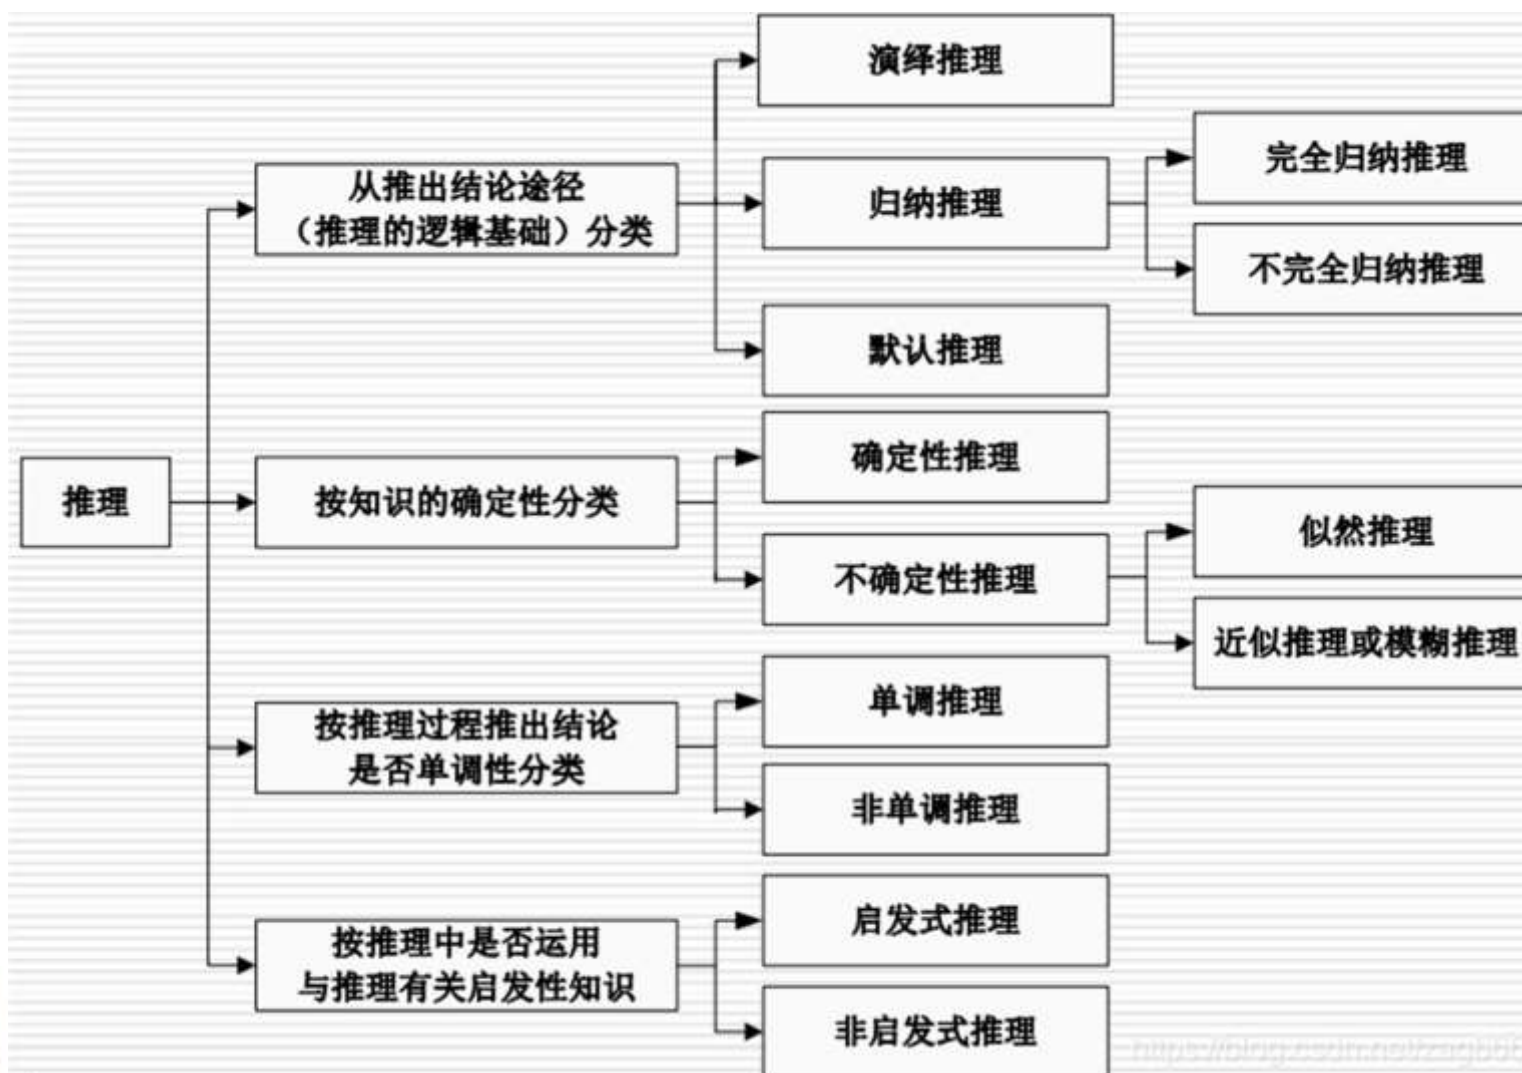 演绎推理
完全归纳推理
从推出结论途径
（推理的逻辑基础）分类
归纳推理
不完全归纳推理
默认推理
确定性推理
推理
按知识的确定性分类
似然推理
不确定性推理
近似推理或模糊推理
单调推理
按推理过程推出结论
是否单调性分类
非单调推理
启发式推理
按推理中是否运用
与推理有关启发性知识
非启发式推理